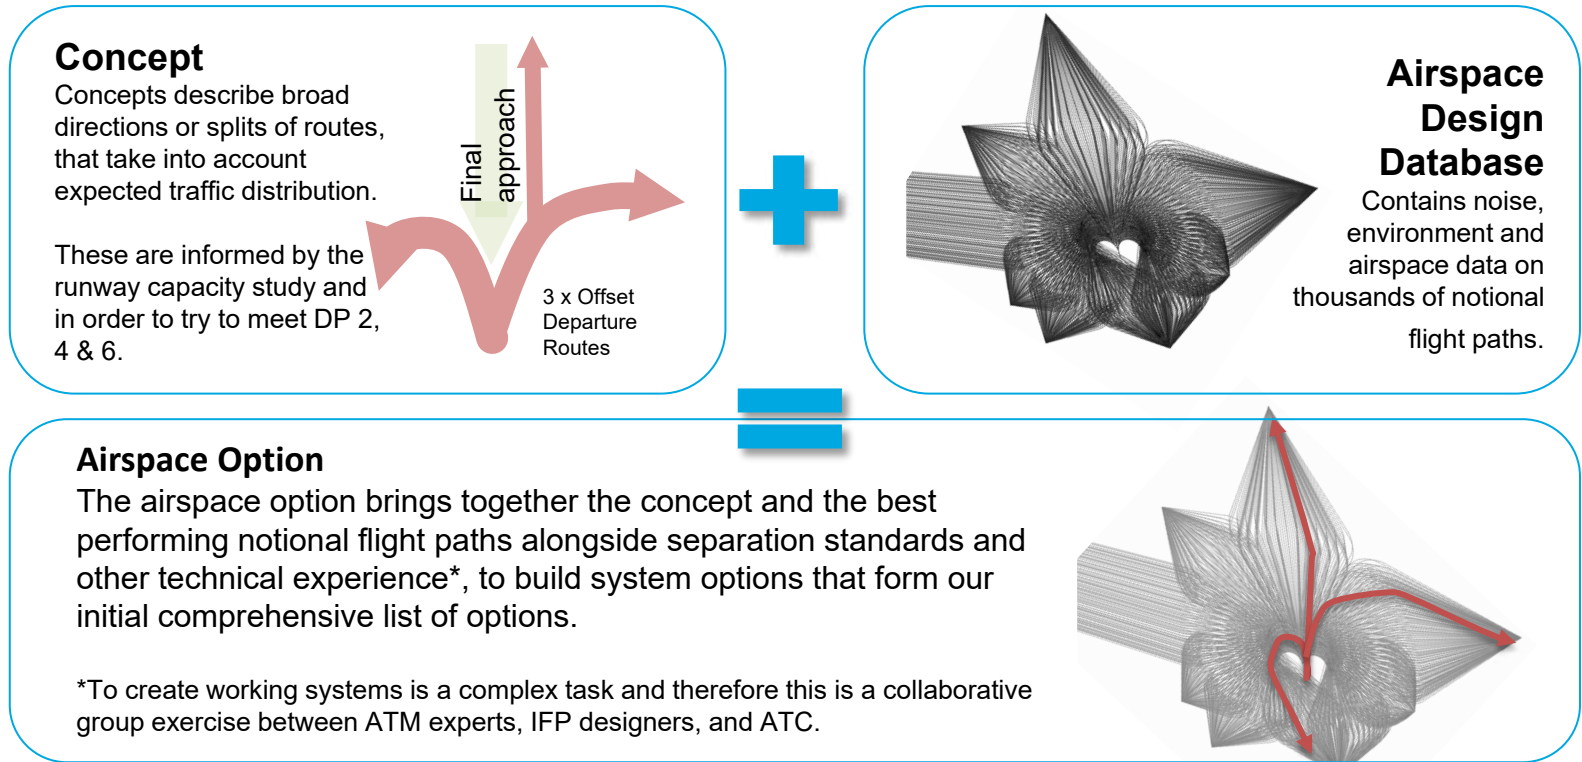 Concept
Concepts describe broad
directions or splits of routes,
that take into account
expected traffic distribution.
These are informed by the
runway capacity study and
in order to try to meet DP 2,
4 & 6.
Final
approach
3 x Offset
Departure
Routes
Airspace
Design
Database
Contains noise,
environment and
airspace data on
thousands of notional
flight paths.
Airspace Option
The airspace option brings together the concept and the best
performing notional flight paths alongside separation standards and
other technical experience*, to build system options that form our
initial comprehensive list of options.
*To create working systems is a complex task and therefore this is a collaborative
group exercise between ATM experts, IFP designers, and ATC.